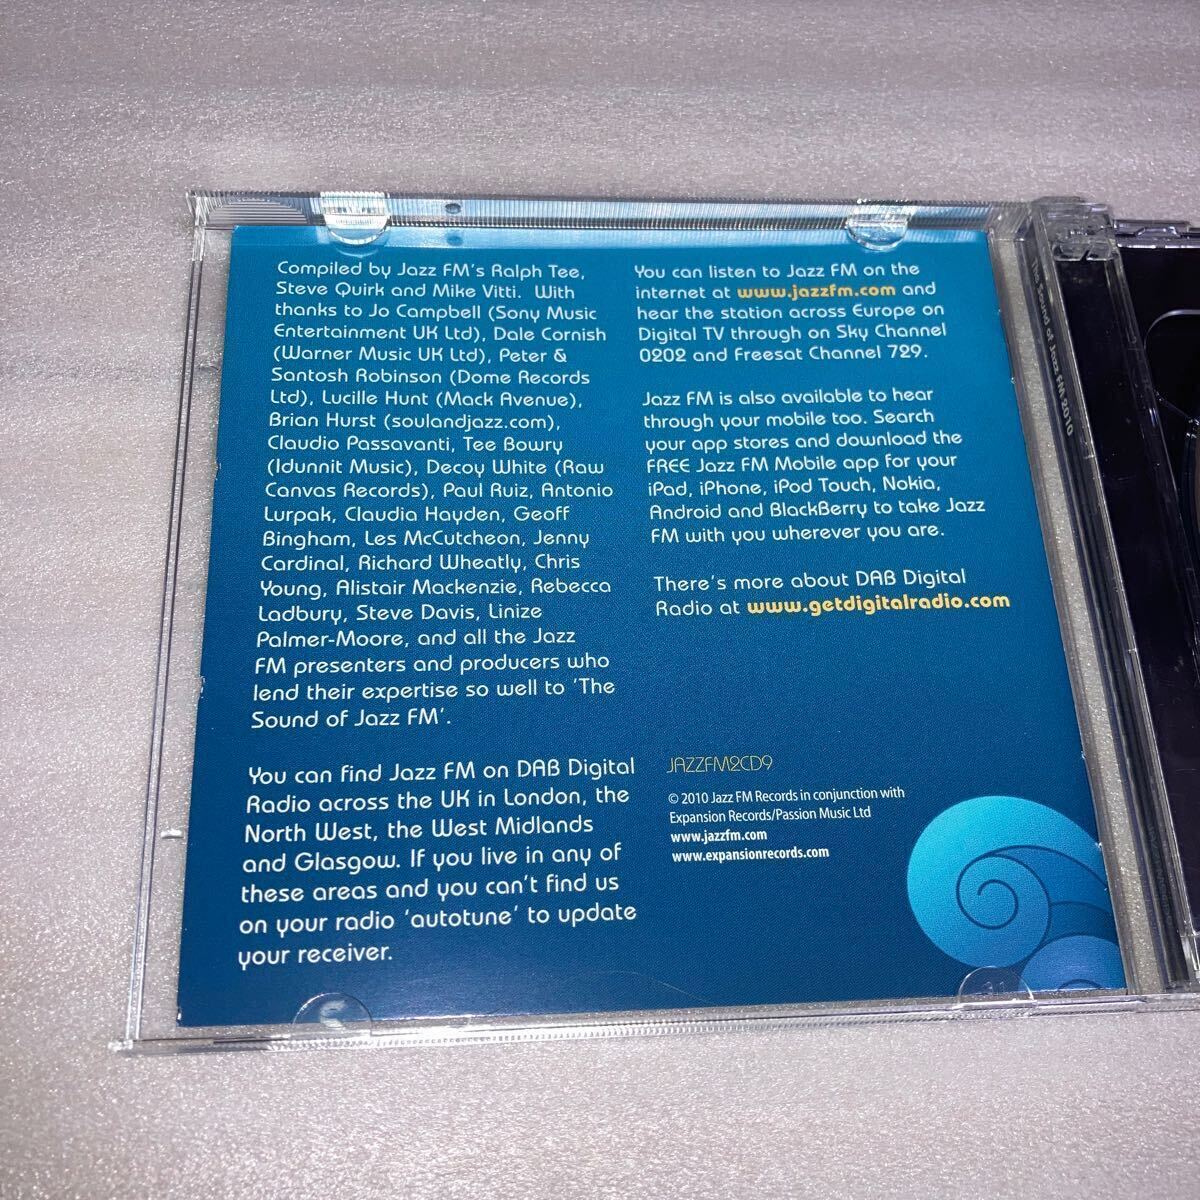 Compiled by Jazz FM's Ralph Tee,
Steve Quirk and Mike Vitti. With
thanks to Jo Campbell (Sony Music
Entertainment UK Ltd), Dale Cornish
(Warner Music UK Ltd), Peter &
Santosh Robinson (Dome Records
Ltd), Lucille Hunt (Mack Avenue),
Brian Hurst (soulandjazz.com),
Claudio Passavanti, Tee Bowry
(Idunnit Music), Decoy White (Raw
Canvas Records), Paul Ruiz, Antonio
Lurpak, Claudia Hayden, Geoff
Bingham, Les McCutcheon, Jenny
Cardinal, Richard Wheatly, Chris
Young, Alistair Mackenzie, Rebecca
Ladbury, Steve Davis, Linize
Palmer-Moore, and all the Jazz
FM presenters and producers who
lend their expertise so well to 'The
Sound of Jazz FM'.
You can find Jazz FM on DAB Digital
Radio across the UK in London, the
North West, the West Midlands
and Glasgow. If you live in any of
these areas and you can't find us
on your radio 'autotune' to update
your receiver.
You can listen to Jazz FM on the
internet at www.jazzfm.com and
hear the station across Europe on
Digital TV through on Sky Channel
0202 and Freesat Channel 729.
Jazz FM is also available to hear
through your mobile too. Search
your app stores and download the
FREE Jazz FM Mobile app for your
iPad, iPhone, iPod Touch, Nokia,
Android and BlackBerry to take Jazz
FM with you wherever you are.
There's more about DAB Digital
Radio at www.getdigitalradio.com
JAZZFM2CD9
© 2010 Jazz FM Records in conjunction with
Expansion Records/Passion Music Ltd
www.jazzfm.com
www.expansionrecords.com
The Sound of Jazz FM 2010